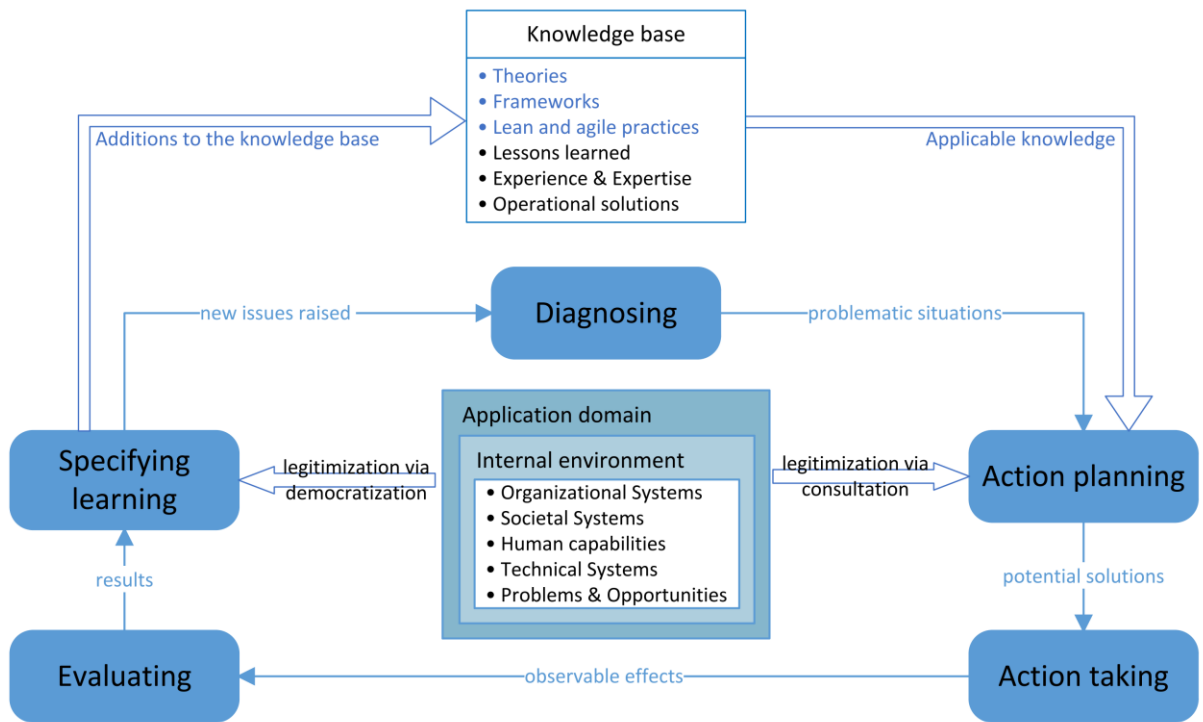 Knowledge base
• Theories
• Frameworks
• Lean and agile practices
• Lessons learned
• Experience & Expertise
• Operational solutions
Additions to the knowledge base
Applicable knowledge
new issues raised
Diagnosing
problematic situations
Application domain
Internal environment
• Organizational Systems
• Societal Systems
• Human capabilities
• Technical Systems
• Problems & Opportunities
Specifying
learning
legitimization via
democratization
legitimization via
consultation
Action planning
results
potential solutions
Evaluating
observable effects
Action taking